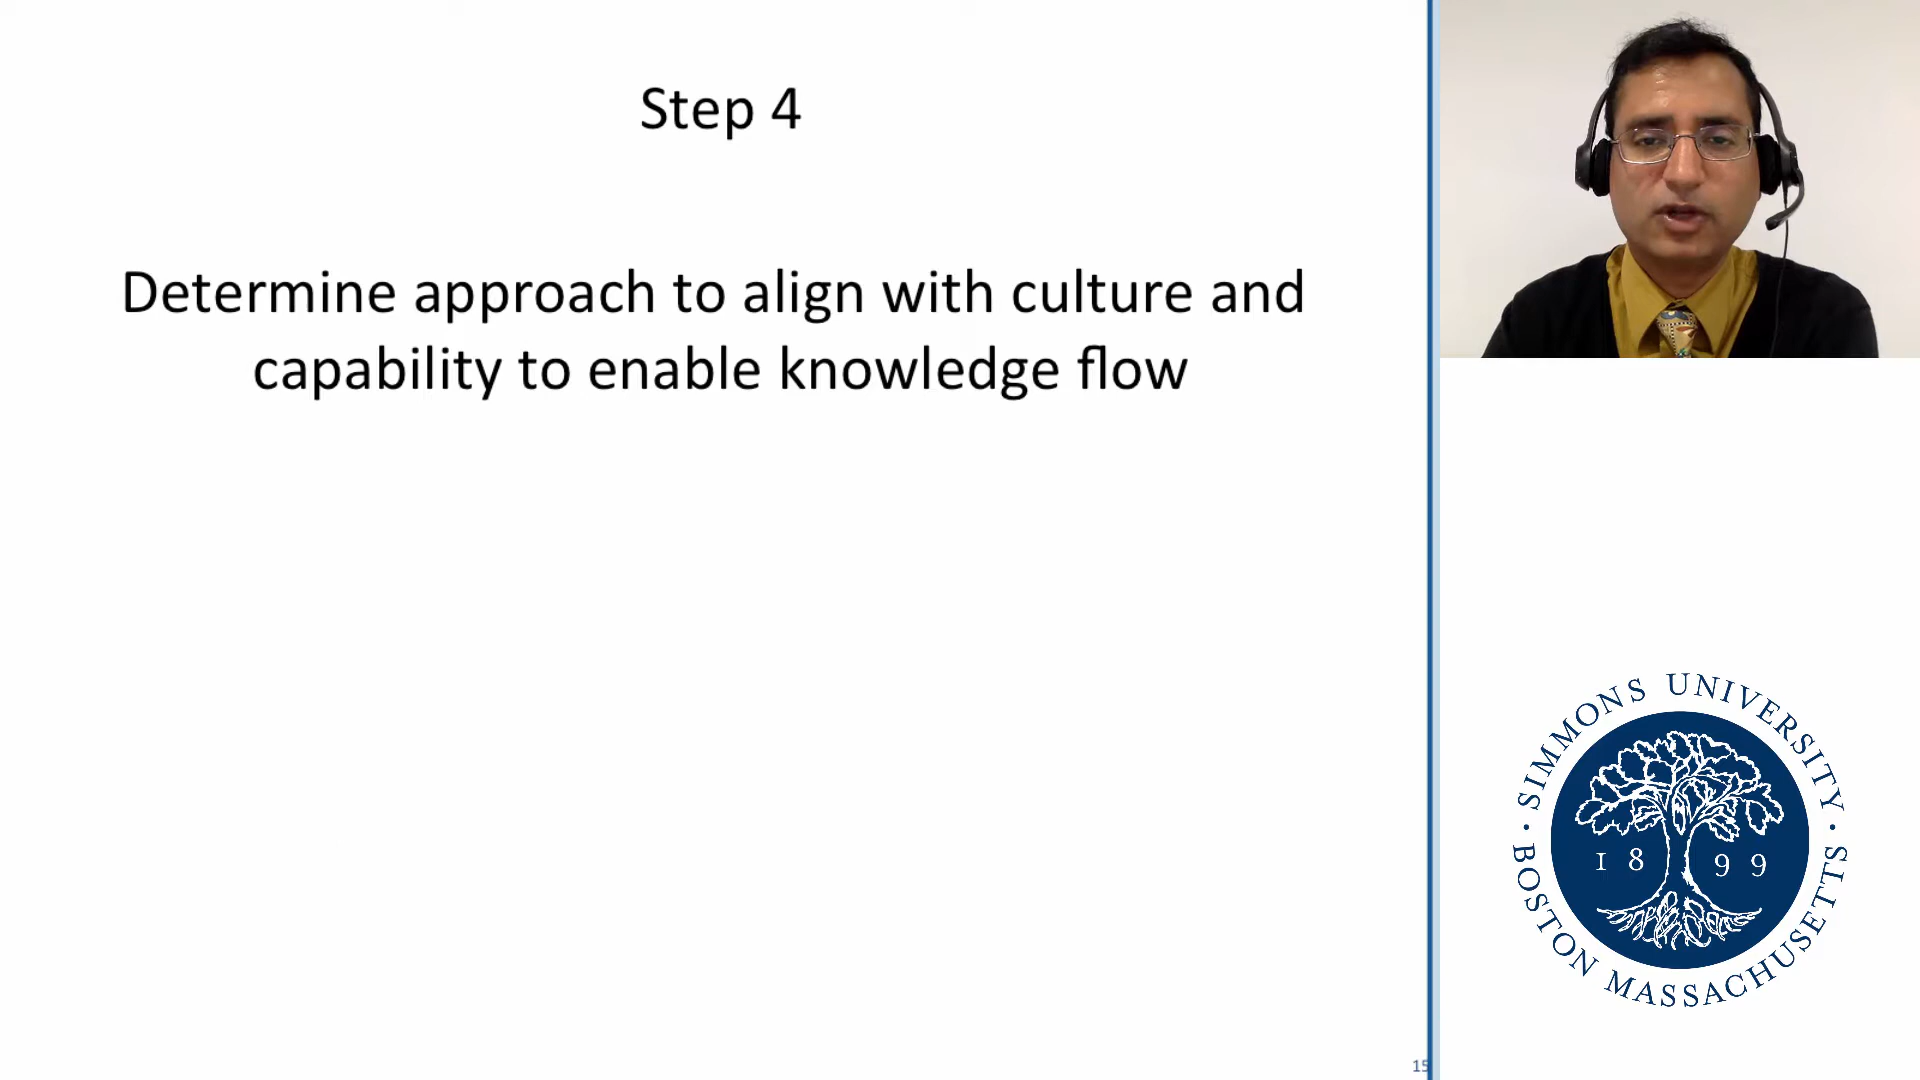 Step 4
Determine approach to align with culture and
capability to enable knowledge flow
15
SIMMONS UNIVERSITY
1899
BOSTON MASSACHUSETTS